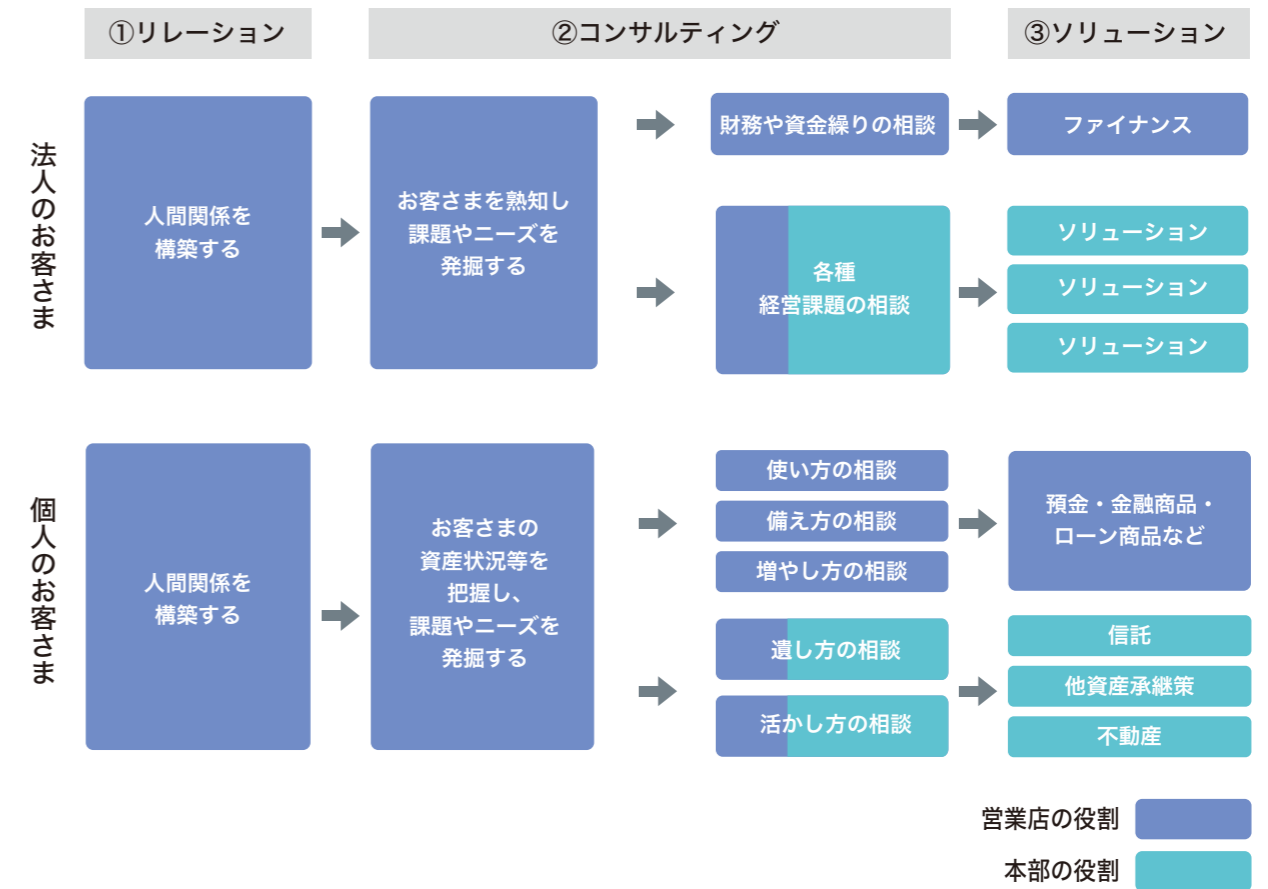 ①リレーション
②コンサルティング
③ソリューション
法人のお客さま
人間関係を
構築する
お客さまを熟知し
課題やニーズを
発掘する
財務や資金繰りの相談
ファイナンス
各種
経営課題の相談
ソリューション
ソリューション
ソリューション
個人のお客さま
人間関係を
構築する
お客さまの
資産状況等を
把握し、
課題やニーズを
発掘する
使い方の相談
備え方の相談
増やし方の相談
預金・金融商品・
ローン商品など
遺し方の相談
活かし方の相談
信託
他資産承継策
不動産
営業店の役割
本部の役割